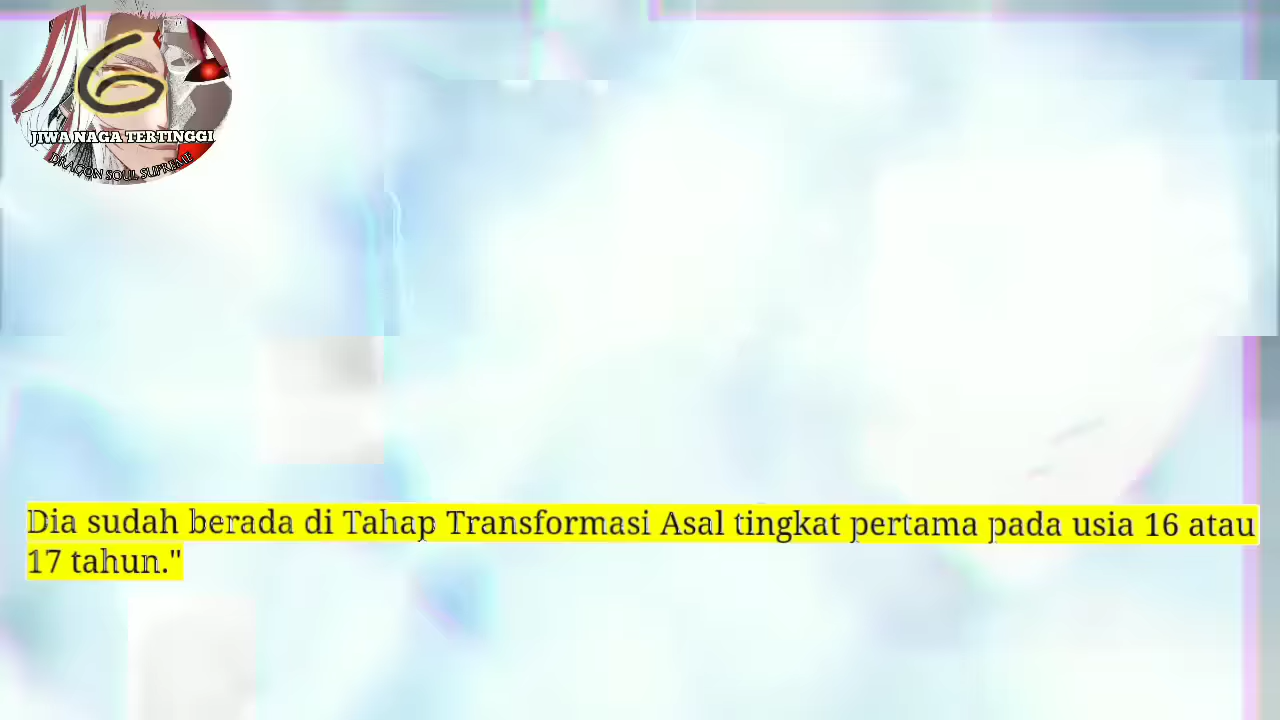 6
JIWA NAGA TERTINGGI
DRAGON SOUL SUPREME
Dia sudah berada di Tahap Transformasi Asal tingkat pertama pada usia 16 atau
17 tahun."